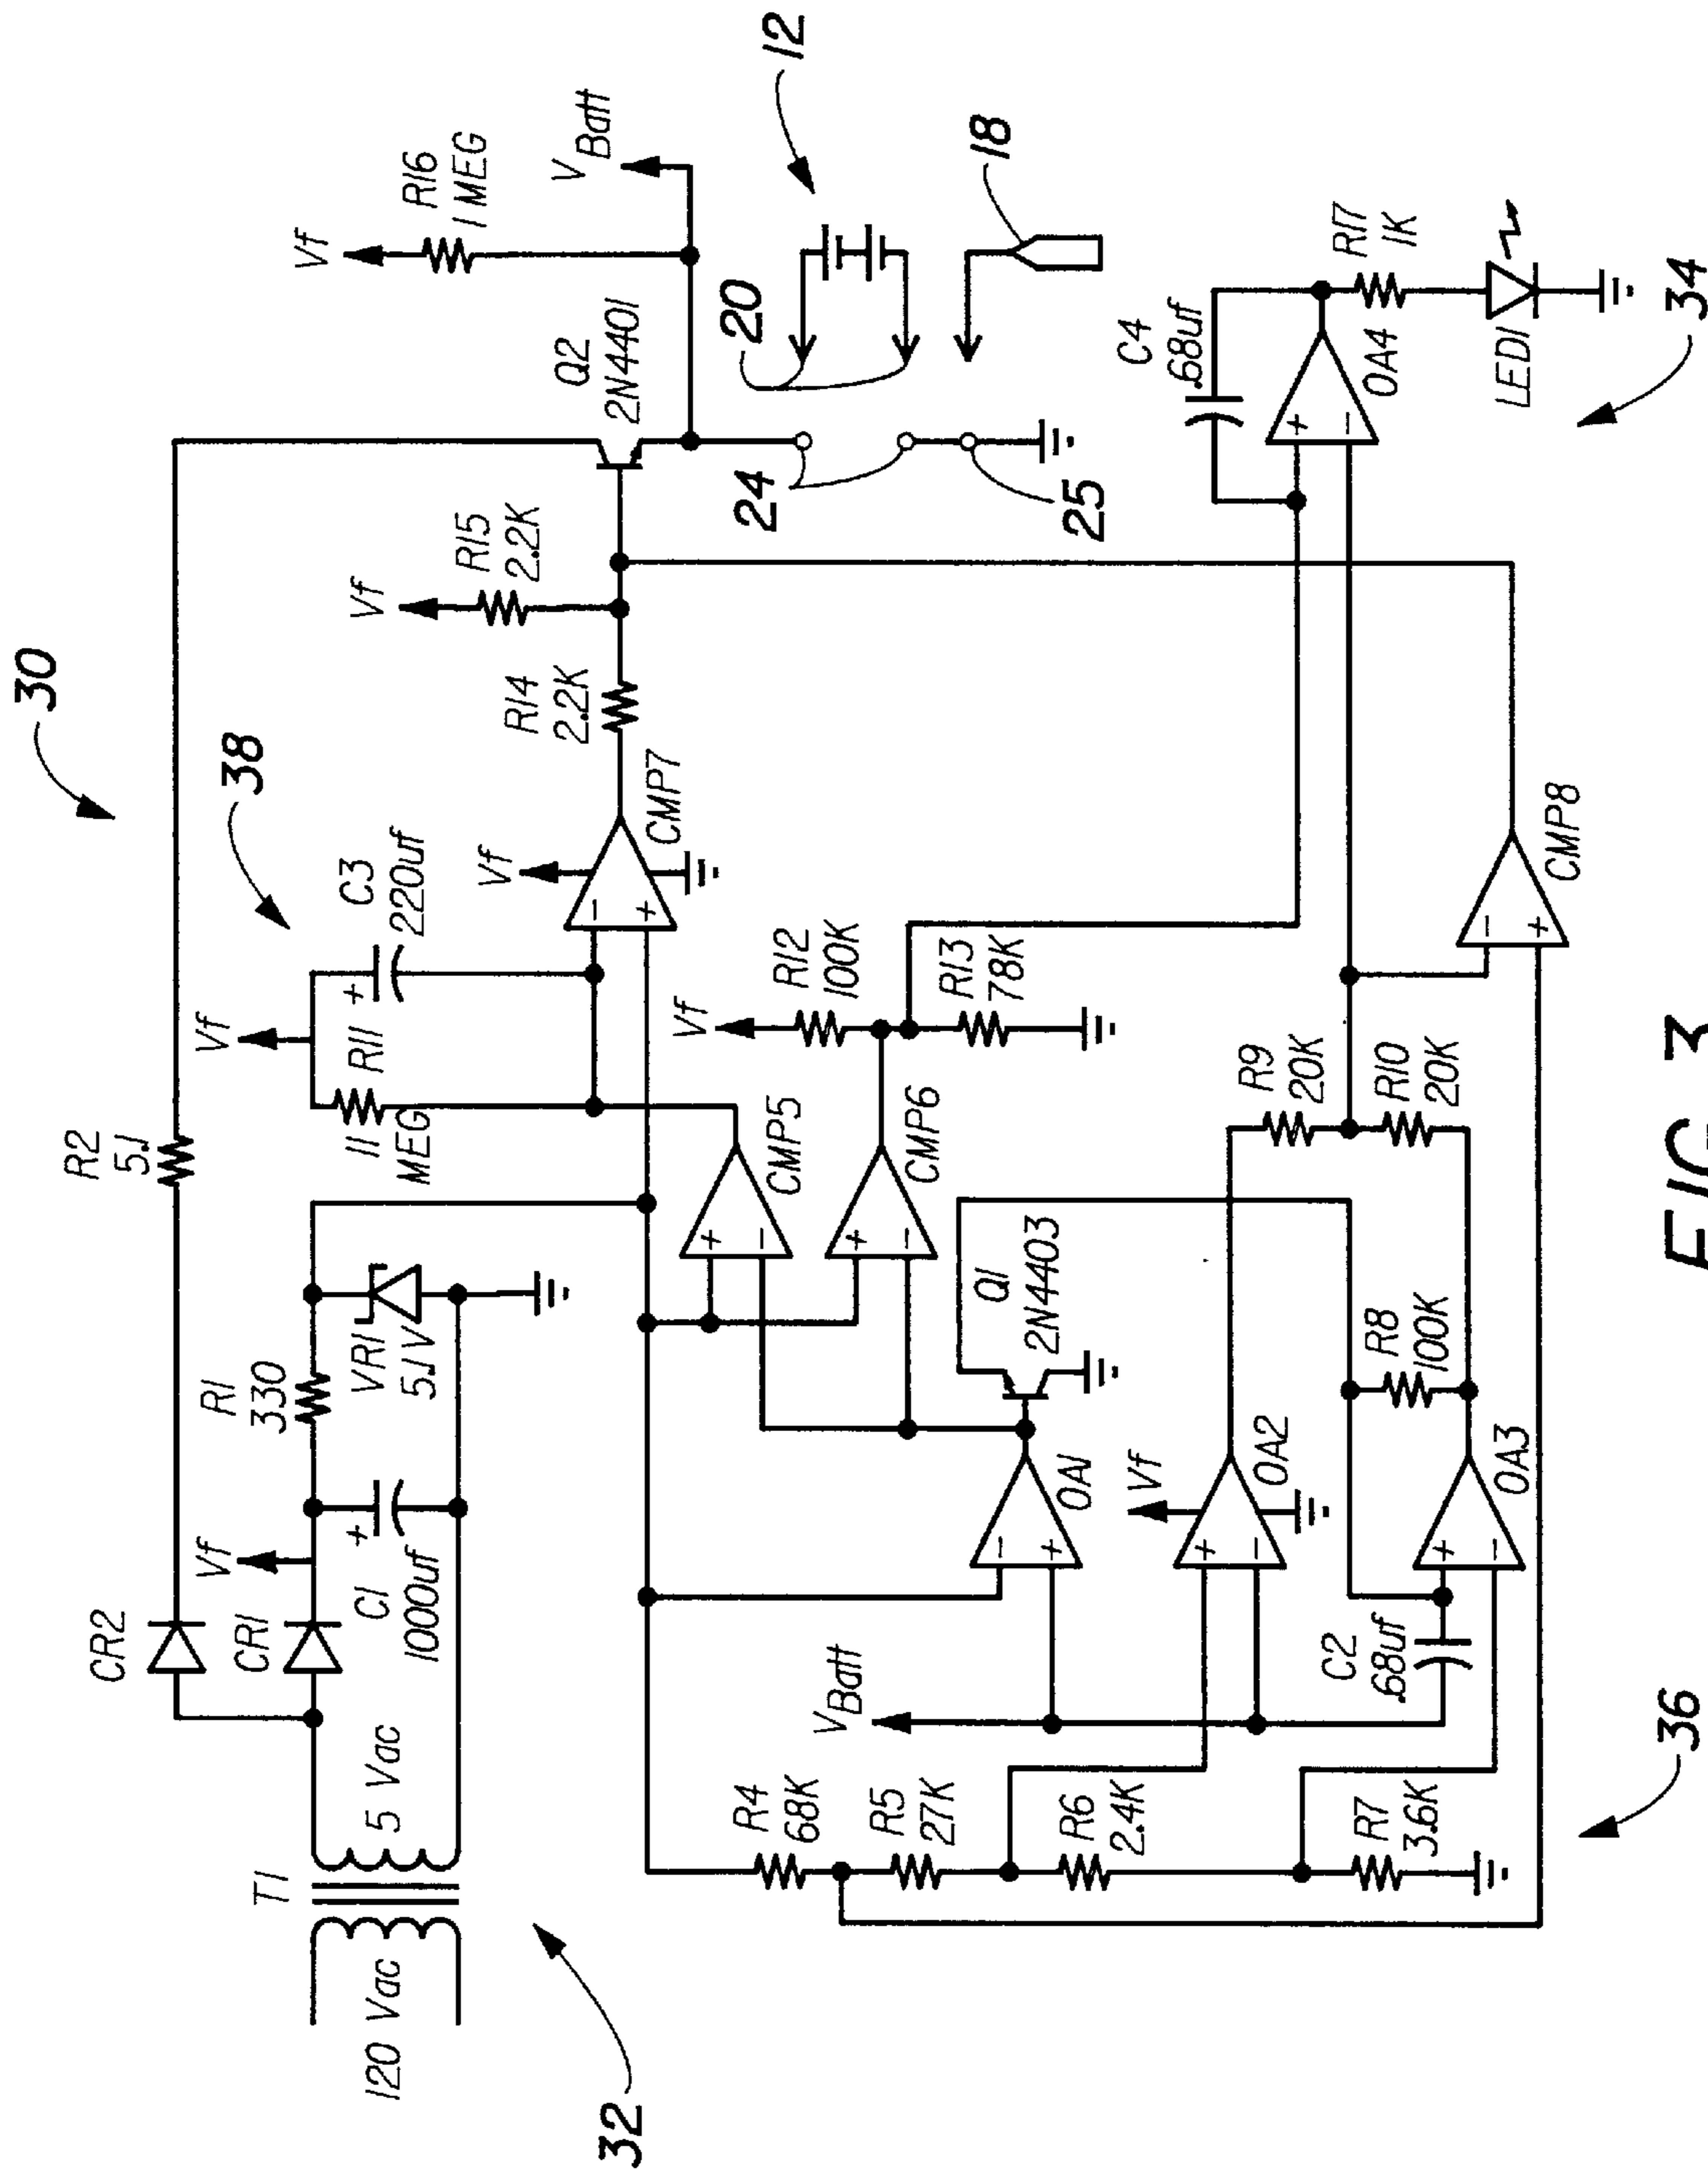 30
38
32
T1
120 Vac
5 Vac
CR2
CR1
Vf
C1
1000uf
+
R1
330
VR1
5.1V
R2
5.1
Vf
R11
11
MEG
C3
220uf
+
Vf
CMP7
-
+
R14
2.2K
Vf
R15
2.2K
Q2
2N4401
Vf
R16
1 MEG
V Batt
12
20
24
25
18
CMP5
+
-
CMP6
+
-
Vf
R12
100K
R13
78K
Q1
2N4403
OA1
-
+
Vf
OA2
+
-
V Batt
R4
68K
R5
27K
R6
2.4K
R7
3.6K
C2
.68uf
OA3
+
-
R8
100K
R9
20K
R10
20K
CMP8
-
+
C4
.68uf
OA4
+
-
R17
1K
LED1
34
36
FIG 3